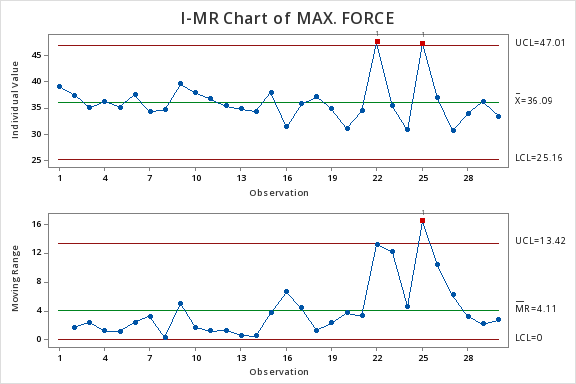 I-MR Chart of MAX. FORCE
Individual Value
45
40
35
30
25
1
1
UCL=47.01
X̅=36.09
LCL=25.16
1 4 7 10 13 16 19 22 25 28
Observation
Moving Range
16
12
8
4
0
1
UCL=13.42
M̅R̅=4.11
LCL=0
1 4 7 10 13 16 19 22 25 28
Observation